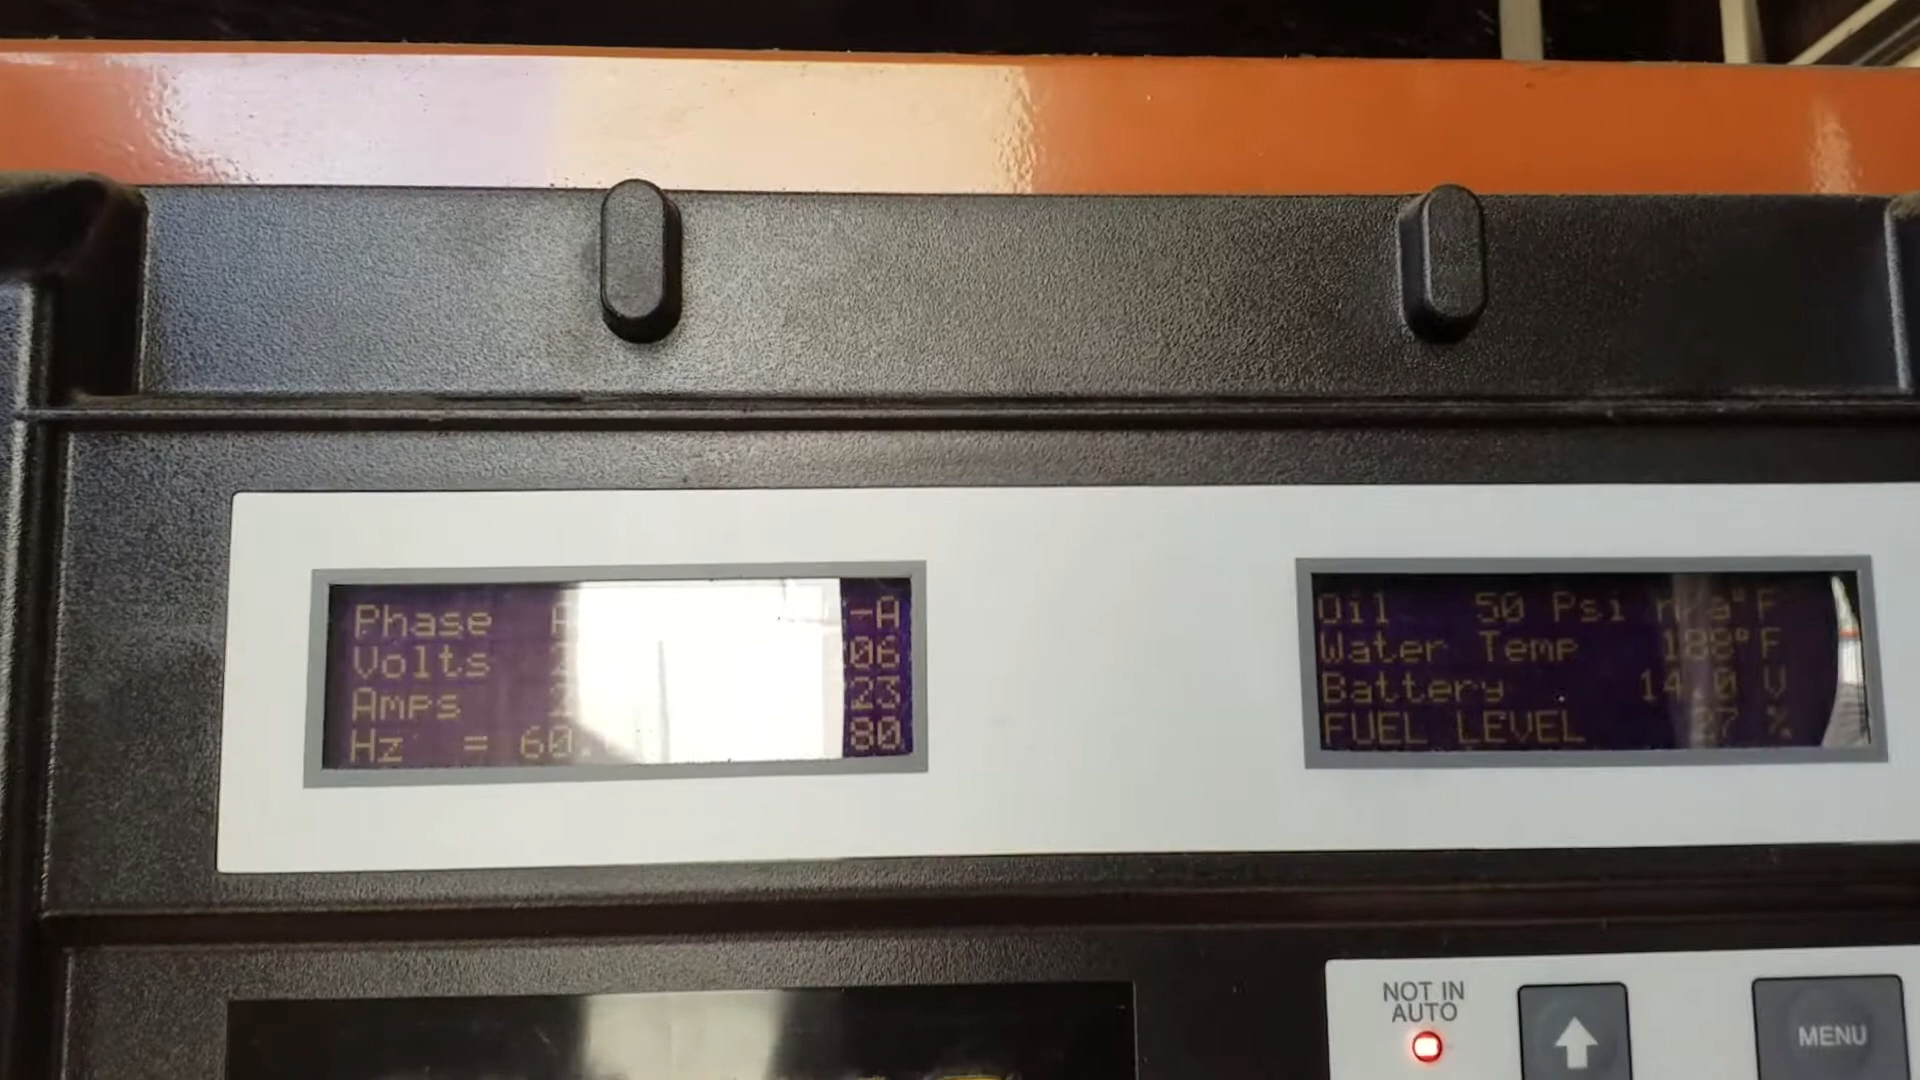 Phase A -A
Volts 06
Amps 23
Hz = 60. 80
Oil 50 Psi n/a°F
Water Temp 188°F
Battery 14.0 V
FUEL LEVEL 27 %
NOT IN
AUTO
MENU